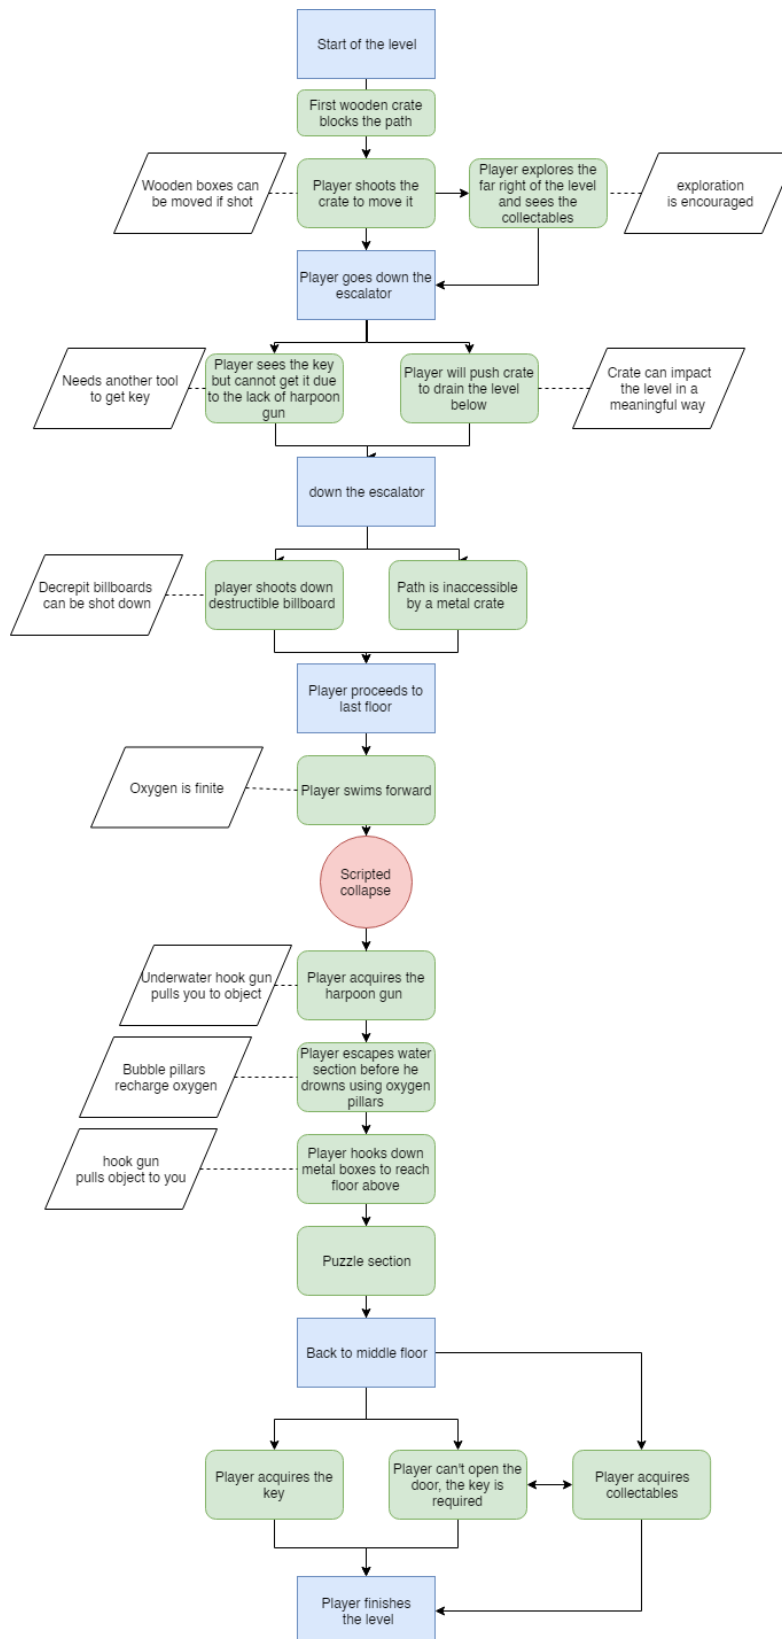 Start of the level
First wooden crate
blocks the path
Wooden boxes can
be moved if shot
Player shoots the
crate to move it
Player explores the
far right of the level
and sees the
collectables
exploration
is encouraged
Player goes down the
escalator
Needs another tool
to get key
Player sees the key
but cannot get it due
to the lack of harpoon
gun
Player will push crate
to drain the level
below
Crate can impact
the level in a
meaningful way
down the escalator
Decrepit billboards
can be shot down
player shoots down
destructible billboard
Path is inaccessible
by a metal crate
Player proceeds to
last floor
Oxygen is finite
Player swims forward
Scripted
collapse
Underwater hook gun
pulls you to object
Player acquires the
harpoon gun
Bubble pillars
recharge oxygen
Player escapes water
section before he
drowns using oxygen
pillars
hook gun
pulls object to you
Player hooks down
metal boxes to reach
floor above
Puzzle section
Back to middle floor
Player acquires the
key
Player can't open the
door, the key is
required
Player acquires
collectables
Player finishes
the level